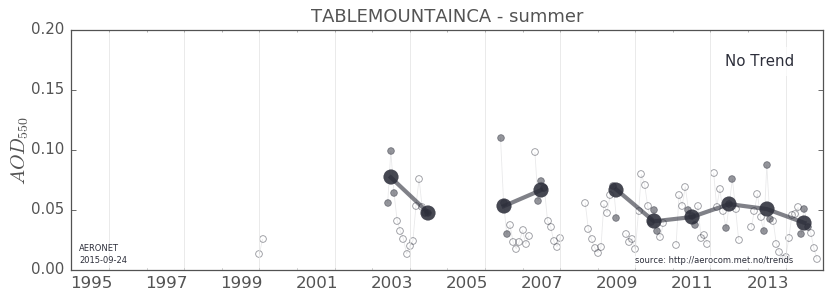 TABLEMOUNTAINCA - summer
0.20
No Trend
0.15
AOD550
0.10
0.05
AERONET
2015-09-24
source: http://aerocom.met.no/trends
0.00
1995 1997 1999 2001 2003 2005 2007 2009 2011 2013